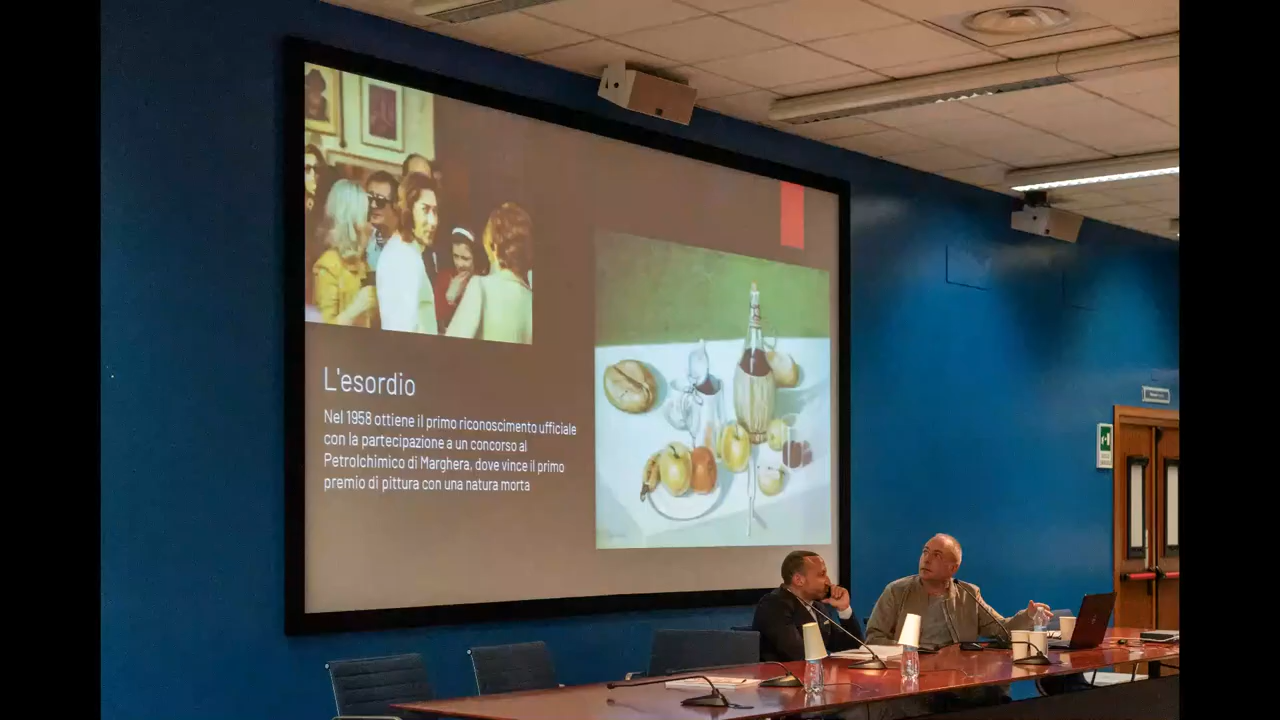 L'esordio
Nel 1958 ottiene il primo riconoscimento ufficiale
con la partecipazione a un concorso al
Petrolchimico di Marghera, dove vince il primo
premio di pittura con una natura morta